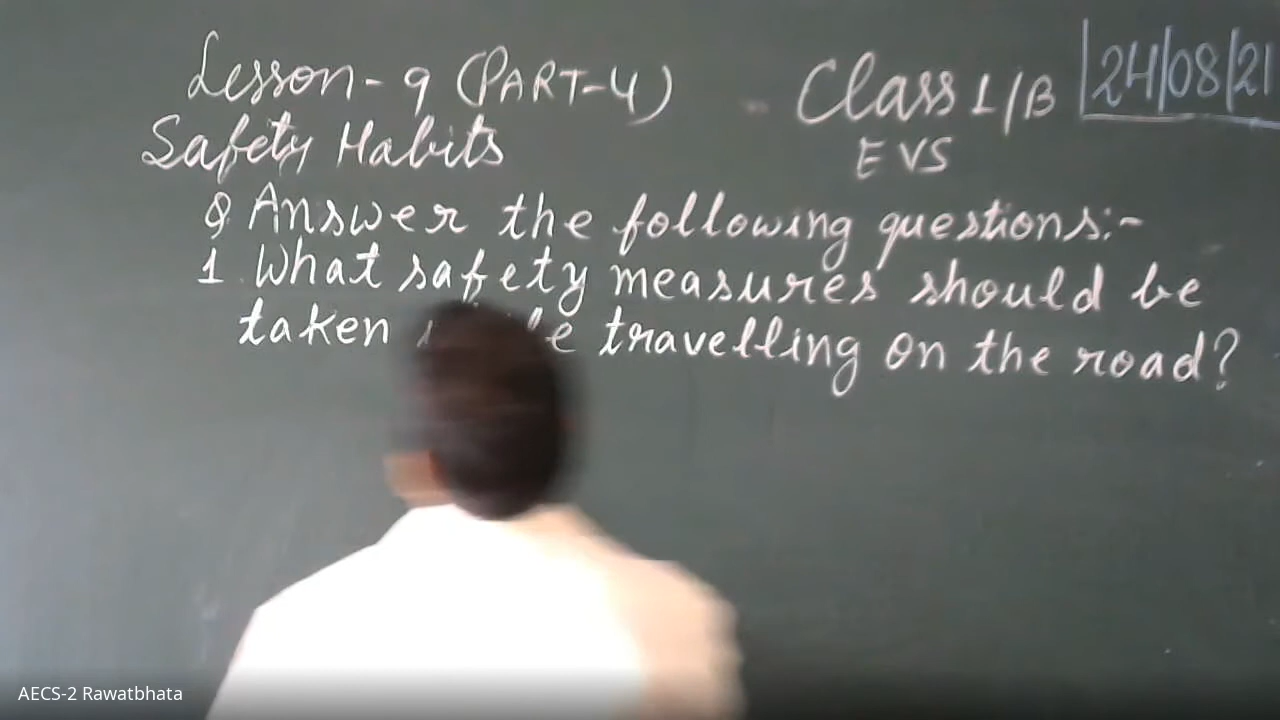 Lesson-9 (PART-4)
Class 1/B
24/08/21
Safety Habits
EVS
Q Answer the following questions:-
1. What safety measures should be
taken travelling on the road?
AECS-2 Rawatbhata